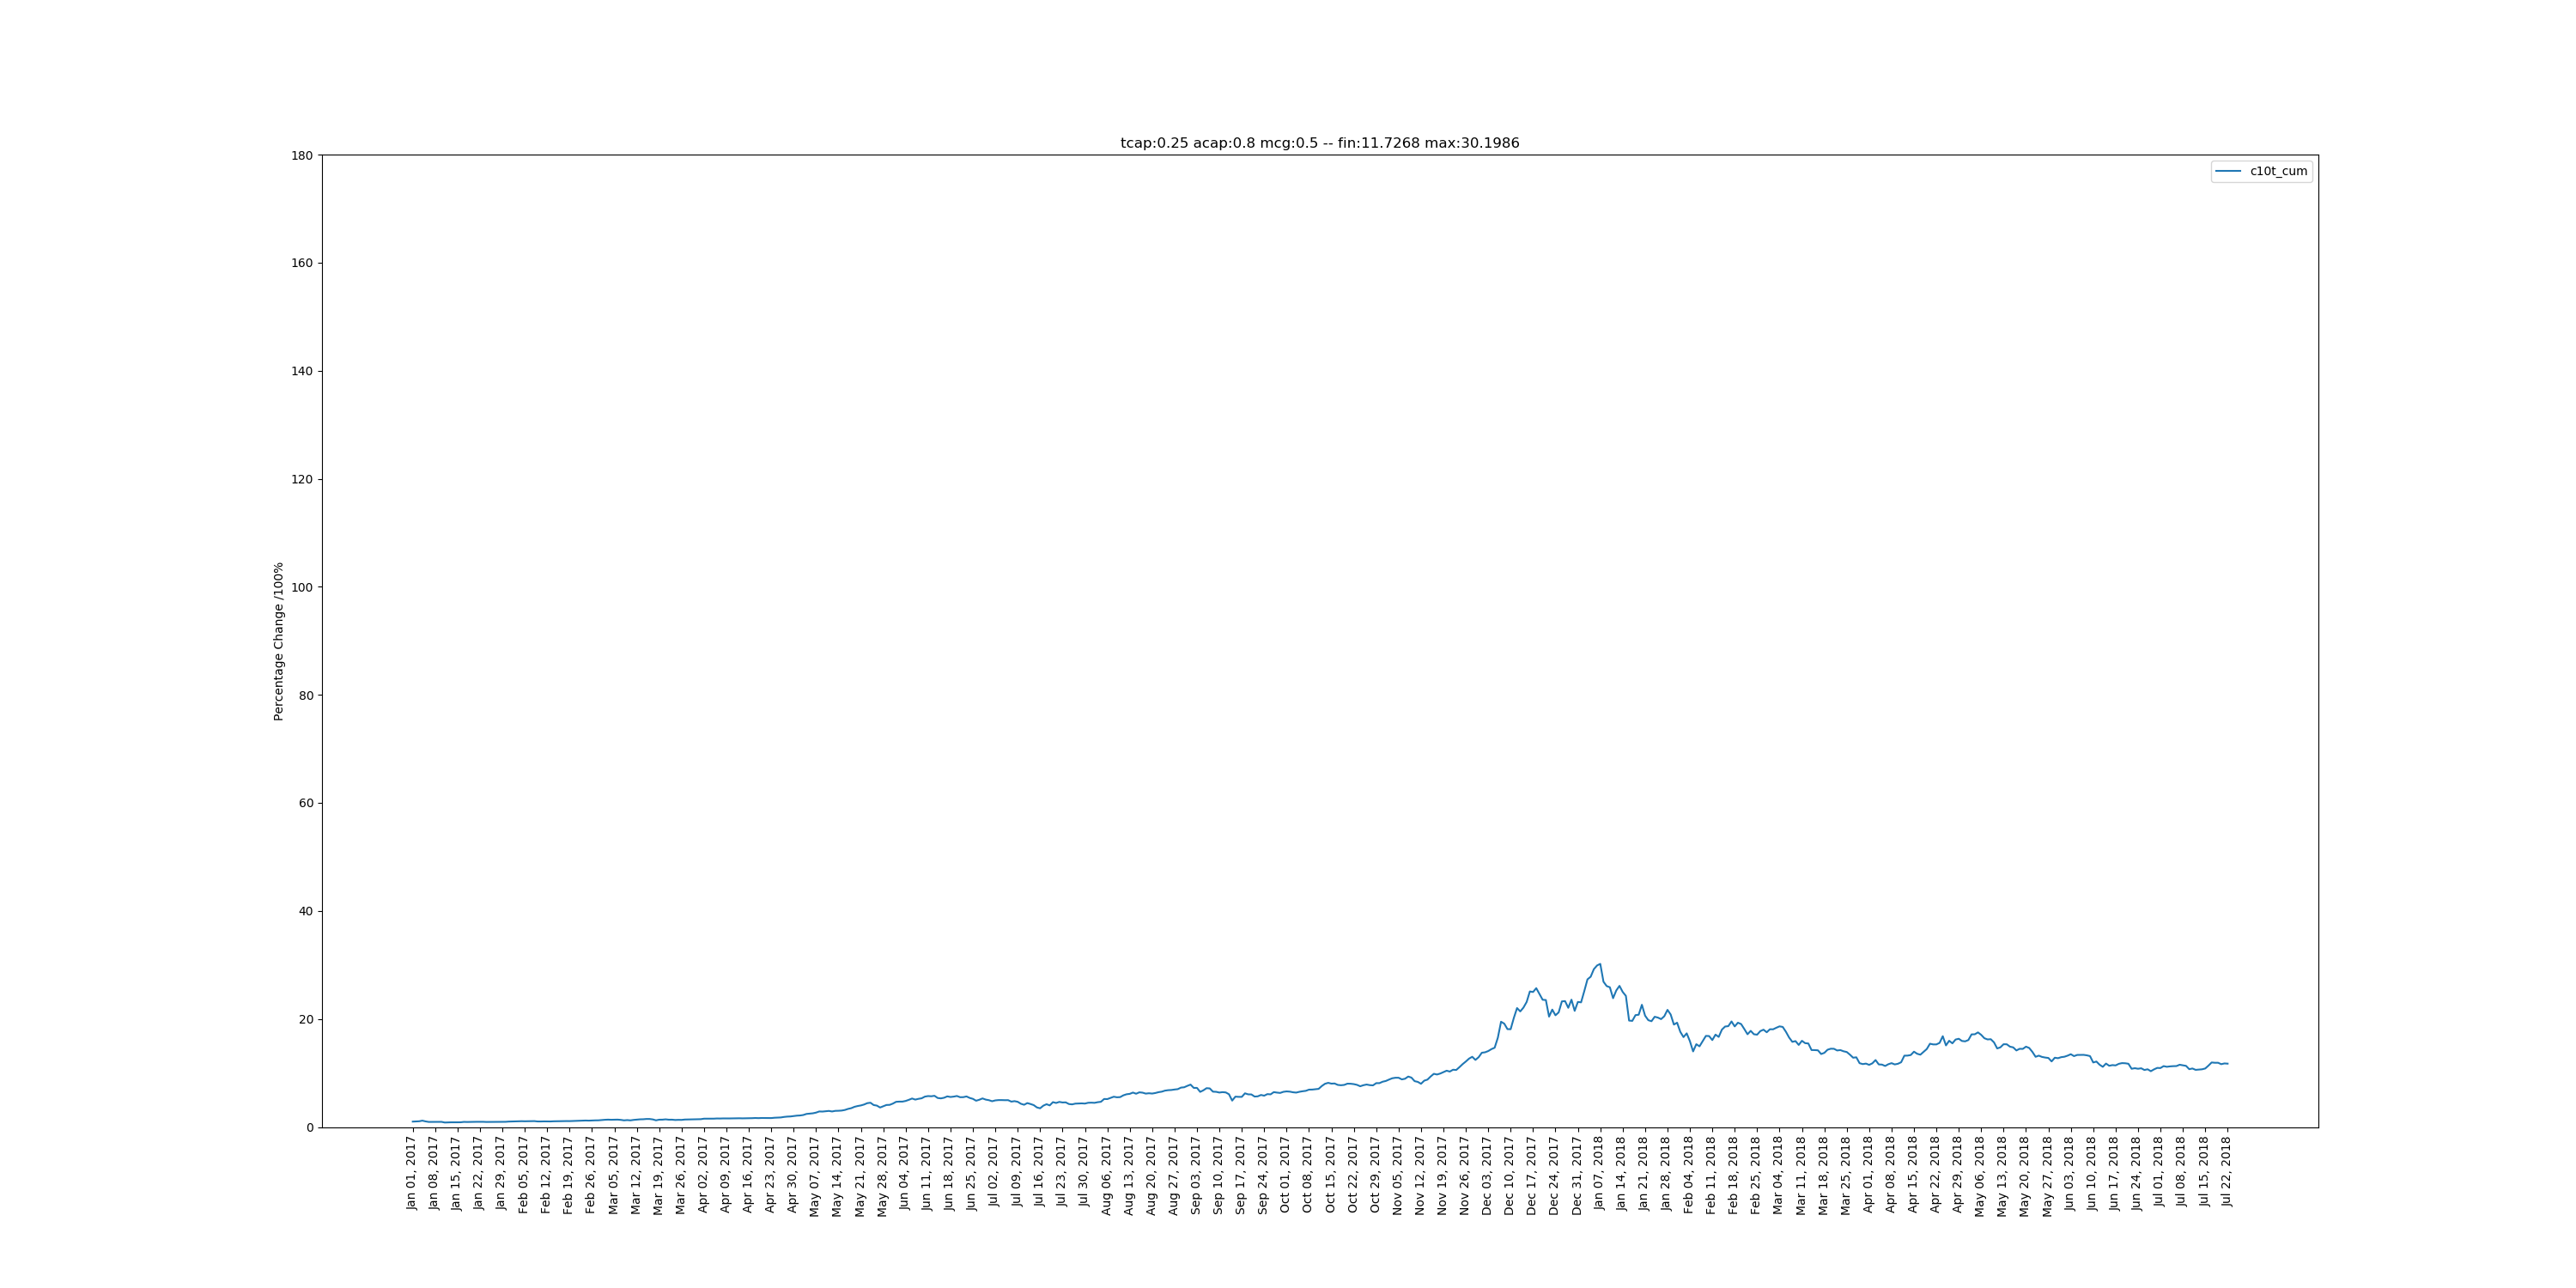 tcap:0.25 acap:0.8 mcg:0.5 -- fin:11.7268 max:30.1986
c10t_cum
180
160
140
120
100
80
60
40
20
0
Percentage Change /100%
Jan 01, 2017
Jan 08, 2017
Jan 15, 2017
Jan 22, 2017
Jan 29, 2017
Feb 05, 2017
Feb 12, 2017
Feb 19, 2017
Feb 26, 2017
Mar 05, 2017
Mar 12, 2017
Mar 19, 2017
Mar 26, 2017
Apr 02, 2017
Apr 09, 2017
Apr 16, 2017
Apr 23, 2017
Apr 30, 2017
May 07, 2017
May 14, 2017
May 21, 2017
May 28, 2017
Jun 04, 2017
Jun 11, 2017
Jun 18, 2017
Jun 25, 2017
Jul 02, 2017
Jul 09, 2017
Jul 16, 2017
Jul 23, 2017
Jul 30, 2017
Aug 06, 2017
Aug 13, 2017
Aug 20, 2017
Aug 27, 2017
Sep 03, 2017
Sep 10, 2017
Sep 17, 2017
Sep 24, 2017
Oct 01, 2017
Oct 08, 2017
Oct 15, 2017
Oct 22, 2017
Oct 29, 2017
Nov 05, 2017
Nov 12, 2017
Nov 19, 2017
Nov 26, 2017
Dec 03, 2017
Dec 10, 2017
Dec 17, 2017
Dec 24, 2017
Dec 31, 2017
Jan 07, 2018
Jan 14, 2018
Jan 21, 2018
Jan 28, 2018
Feb 04, 2018
Feb 11, 2018
Feb 18, 2018
Feb 25, 2018
Mar 04, 2018
Mar 11, 2018
Mar 18, 2018
Mar 25, 2018
Apr 01, 2018
Apr 08, 2018
Apr 15, 2018
Apr 22, 2018
Apr 29, 2018
May 06, 2018
May 13, 2018
May 20, 2018
May 27, 2018
Jun 03, 2018
Jun 10, 2018
Jun 17, 2018
Jun 24, 2018
Jul 01, 2018
Jul 08, 2018
Jul 15, 2018
Jul 22, 2018